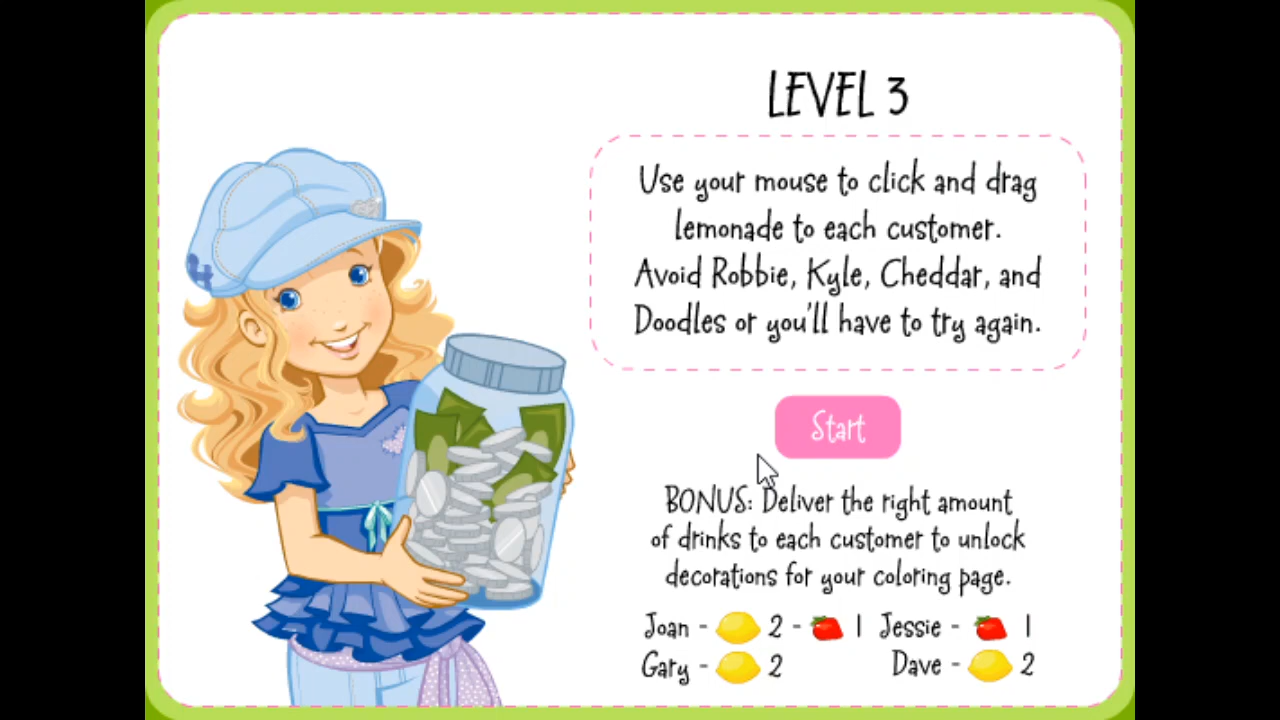 LEVEL 3
Use your mouse to click and drag
lemonade to each customer.
Avoid Robbie, Kyle, Cheddar, and
Doodles or you'll have to try again.
Start
BONUS: Deliver the right amount
of drinks to each customer to unlock
decorations for your coloring page.
Joan - 2 - 1 Jessie - 1
Gary - 2 Dave - 2